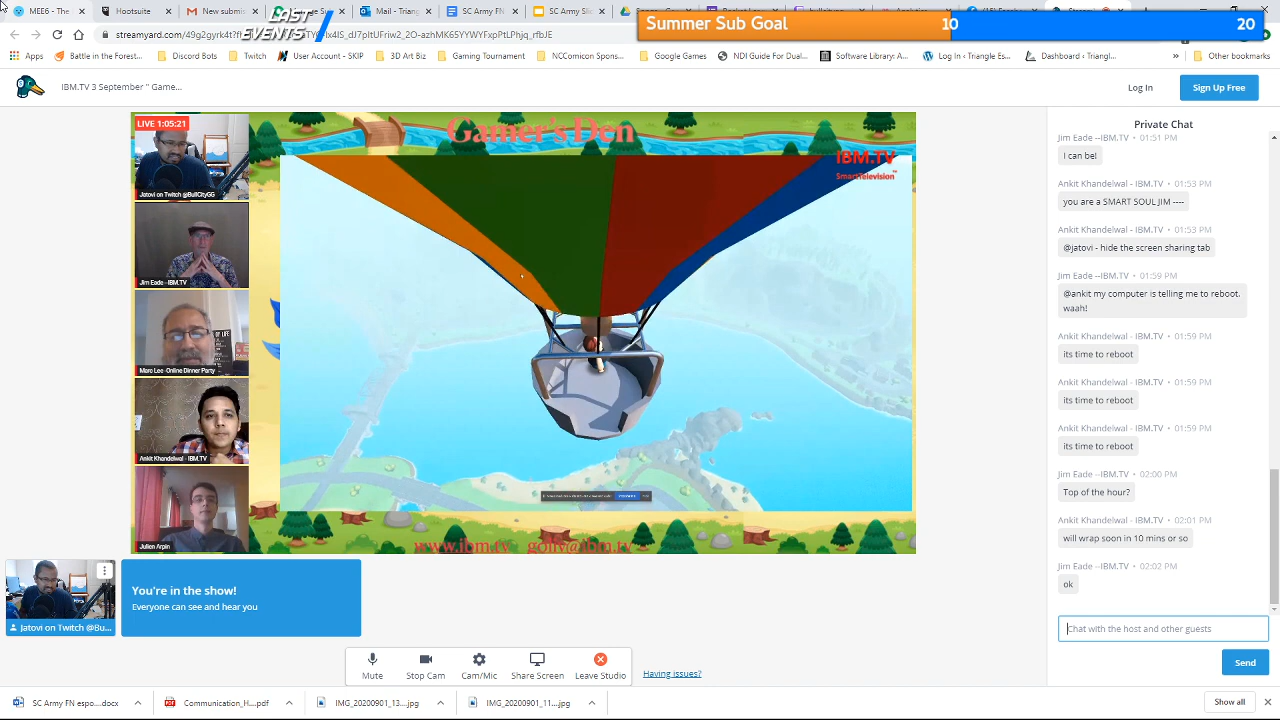 MEE6 - The
Hootsuite
New submi
Mail - Triang
SC Army FN
SC Army Slid
LAST
EVENTS
Summer Sub Goal
10
20
Apps
Battle in the Bull...
Discord Bots
Twitch
User Account - SKIP
3D Art Biz
Gaming Tournament
NCComicon Spons...
Google Games
NDI Guide For Dual...
Software Library: A...
Log In ‹ Triangle Es...
Dashboard ‹ Triangl...
»
Other bookmarks
IBM.TV 3 September " Game...
Log In
Sign Up Free
LIVE 1:05:21
Gamer's Den
IBM.TV
SmartTelevision™
Jatovi on Twitch @BullCityGG
Jim Eade -IBM.TV
Marc Lee -Online Dinner Party
Ankit Khandelwal - IBM.TV
Julien Arpin
www.ibm.tv gonv@ibm.tv
Private Chat
Jim Eade --IBM.TV • 01:51 PM
I can be!
Ankit Khandelwal - IBM.TV • 01:53 PM
you are a SMART SOUL JIM ----
Ankit Khandelwal - IBM.TV • 01:53 PM
@jatovi - hide the screen sharing tab
Jim Eade --IBM.TV • 01:59 PM
@ankit my computer is telling me to reboot.
waah!
Ankit Khandelwal - IBM.TV • 01:59 PM
its time to reboot
Ankit Khandelwal - IBM.TV • 01:59 PM
its time to reboot
Ankit Khandelwal - IBM.TV • 01:59 PM
its time to reboot
Jim Eade --IBM.TV • 02:00 PM
Top of the hour?
Ankit Khandelwal - IBM.TV • 02:01 PM
will wrap soon in 10 mins or so
Jim Eade --IBM.TV • 02:02 PM
ok
Chat with the host and other guests
Send
Jatovi on Twitch @Bu...
You're in the show!
Everyone can see and hear you
Mute
Stop Cam
Cam/Mic
Share Screen
Leave Studio
Having issues?
SC Army FN espo....docx
Communication_H....pdf
IMG_20200901_13....jpg
IMG_20200901_11....jpg
Show all